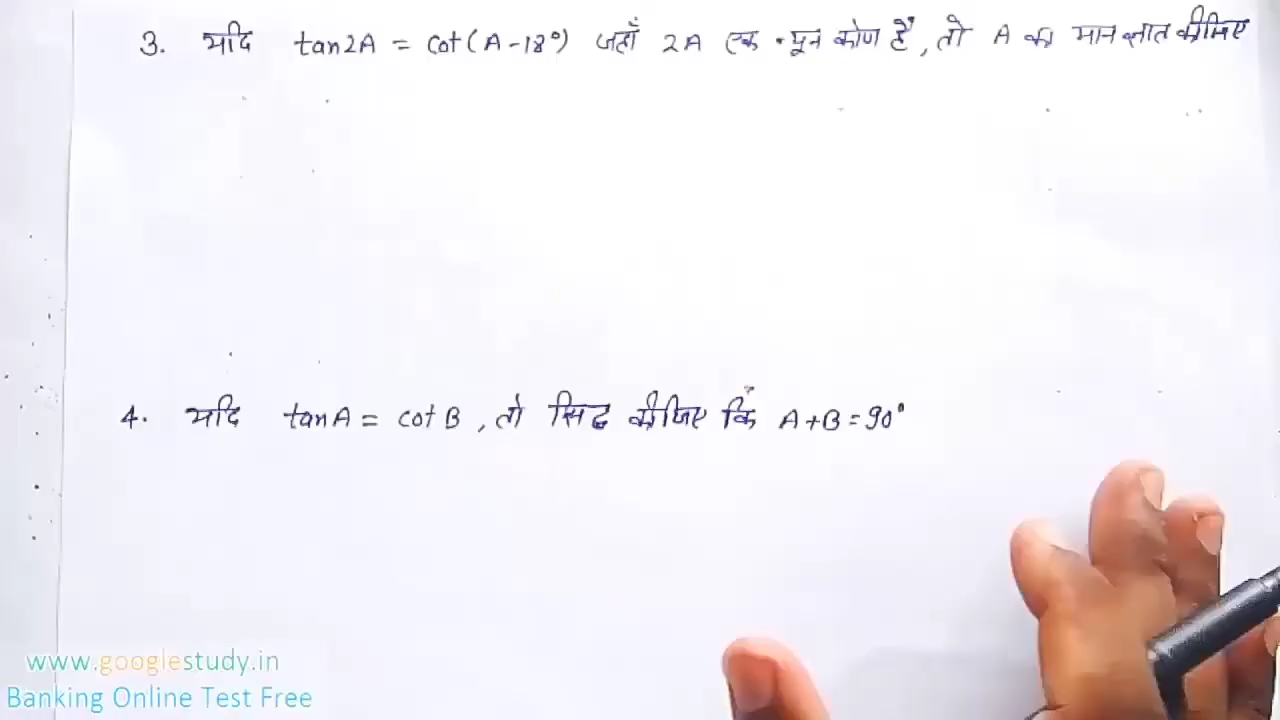 3. यदि tan2A = cot(A-18°) जहाँ 2A एक न्यून कोण है, तो A का मान ज्ञात कीजिए
4. यदि tanA = cotB, तो सिद्ध कीजिए कि A+B=90°
www.googlestudy.in
Banking Online Test Free